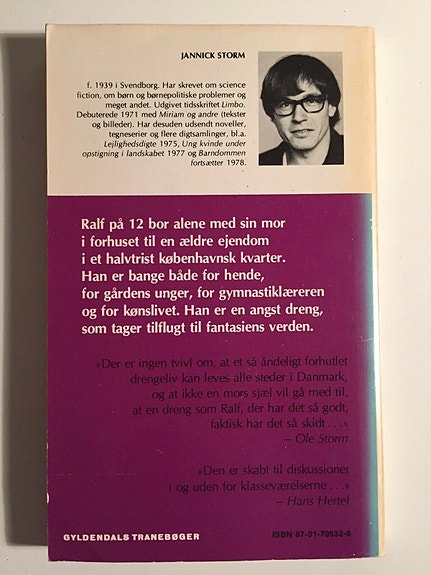 JANNICK STORM
f. 1939 i Svendborg. Har skrevet om science
fiction, om børn og børnepolitiske problemer og
meget andet. Udgivet tidsskriftet Limbo.
Debuterede 1971 med Miriam og andre (tekster
og billeder). Har desuden udsendt noveller,
tegneserier og flere digtsamlinger, bl.a.
Lejlighedsdigte 1975, Ung kvinde under
opstigning i landskabet 1977 og Barndommen
fortsætter 1978.
Ralf på 12 bor alene med sin mor
i forhuset til en ældre ejendom
i et halvtrist københavnsk kvarter.
Han er bange både for hende,
for gårdens unger, for gymnastiklæreren
og for kønslivet. Han er en angst dreng,
som tager tilflugt til fantasiens verden.
»Der er ingen tvivl om, at et så åndeligt forhutlet
drengeliv kan leves alle steder i Danmark,
og at ikke en mors sjæl vil gå med til,
at en dreng som Ralf, der har det så godt,
faktisk har det så skidt . . .«
– Ole Storm
»Den er skabt til diskussioner
i og uden for klasseværelserne . . .«
– Hans Hertel
GYLDENDALS TRANEBØGER
ISBN 87-01-70532-6